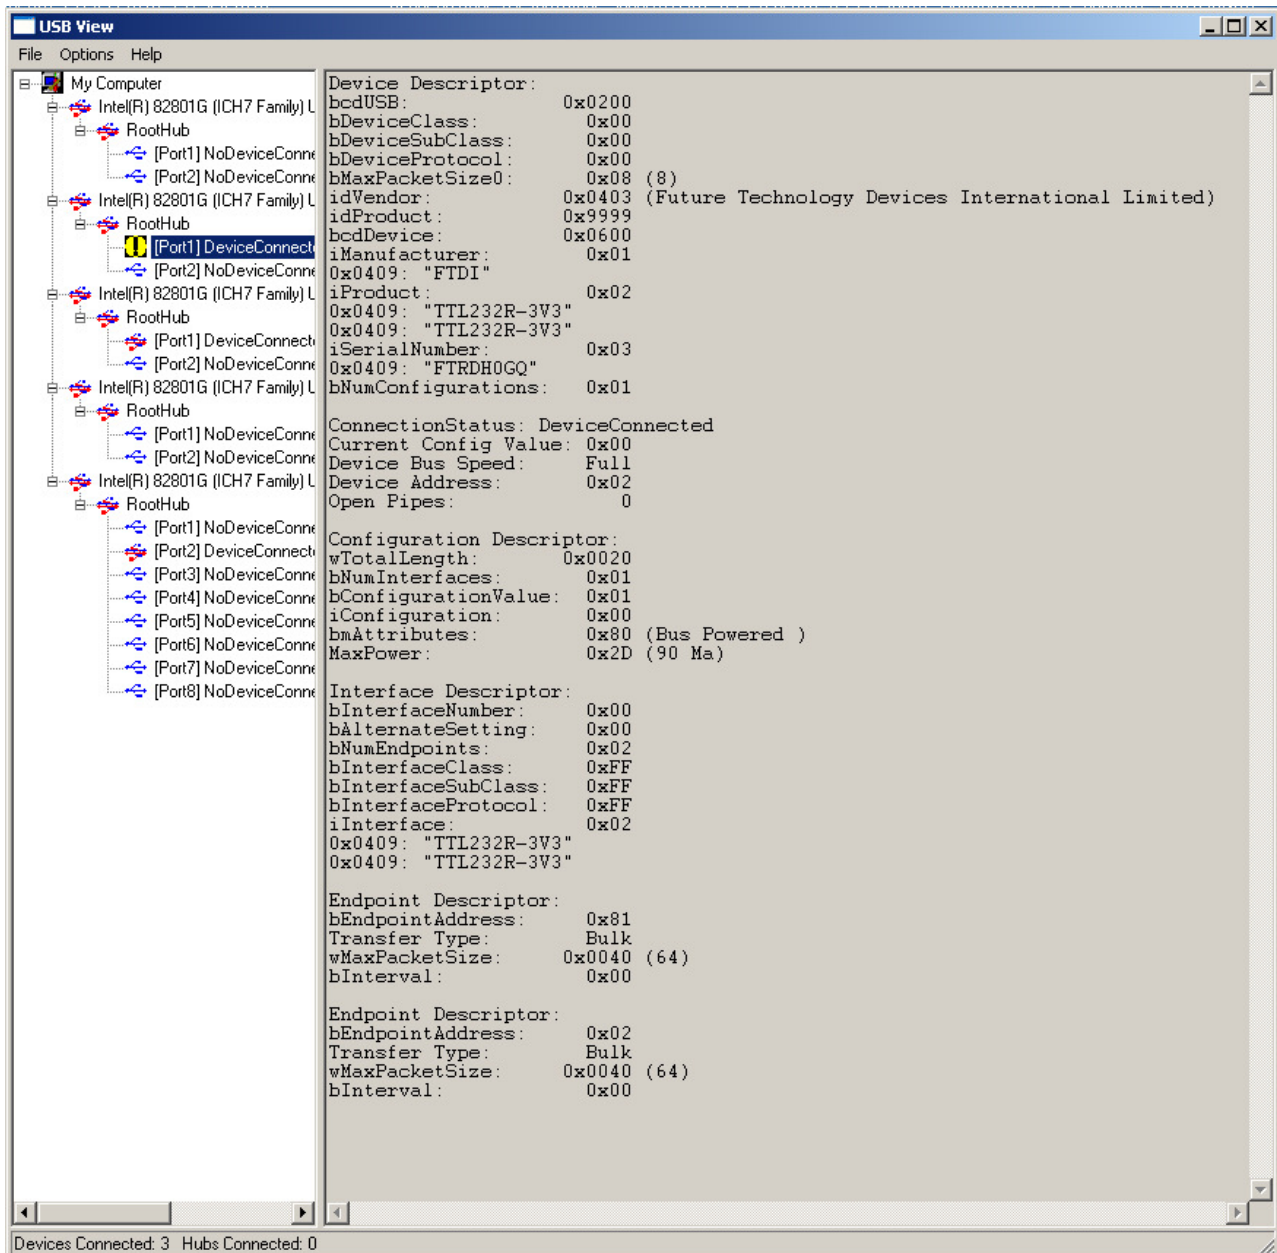 USB View
File Options Help
My Computer
Intel(R) 82801G (ICH7 Family) U
RootHub
[Port1] NoDeviceConne
[Port2] NoDeviceConne
Intel(R) 82801G (ICH7 Family) U
RootHub
[Port1] DeviceConnect
[Port2] NoDeviceConne
Intel(R) 82801G (ICH7 Family) U
RootHub
[Port1] DeviceConnect
[Port2] NoDeviceConne
Intel(R) 82801G (ICH7 Family) U
RootHub
[Port1] NoDeviceConne
[Port2] NoDeviceConne
Intel(R) 82801G (ICH7 Family) U
RootHub
[Port1] NoDeviceConne
[Port2] DeviceConnect
[Port3] NoDeviceConne
[Port4] NoDeviceConne
[Port5] NoDeviceConne
[Port6] NoDeviceConne
[Port7] NoDeviceConne
[Port8] NoDeviceConne
Device Descriptor:
bcdUSB: 0x0200
bDeviceClass: 0x00
bDeviceSubClass: 0x00
bDeviceProtocol: 0x00
bMaxPacketSize0: 0x08 (8)
idVendor: 0x0403 (Future Technology Devices International Limited)
idProduct: 0x9999
bcdDevice: 0x0600
iManufacturer: 0x01
0x0409: "FTDI"
iProduct: 0x02
0x0409: "TTL232R-3V3"
0x0409: "TTL232R-3V3"
iSerialNumber: 0x03
0x0409: "FTRDH0GQ"
bNumConfigurations: 0x01
ConnectionStatus: DeviceConnected
Current Config Value: 0x00
Device Bus Speed: Full
Device Address: 0x02
Open Pipes: 0
Configuration Descriptor:
wTotalLength: 0x0020
bNumInterfaces: 0x01
bConfigurationValue: 0x01
iConfiguration: 0x00
bmAttributes: 0x80 (Bus Powered )
MaxPower: 0x2D (90 Ma)
Interface Descriptor:
bInterfaceNumber: 0x00
bAlternateSetting: 0x00
bNumEndpoints: 0x02
bInterfaceClass: 0xFF
bInterfaceSubClass: 0xFF
bInterfaceProtocol: 0xFF
iInterface: 0x02
0x0409: "TTL232R-3V3"
0x0409: "TTL232R-3V3"
Endpoint Descriptor:
bEndpointAddress: 0x81
Transfer Type: Bulk
wMaxPacketSize: 0x0040 (64)
bInterval: 0x00
Endpoint Descriptor:
bEndpointAddress: 0x02
Transfer Type: Bulk
wMaxPacketSize: 0x0040 (64)
bInterval: 0x00
Devices Connected: 3 Hubs Connected: 0